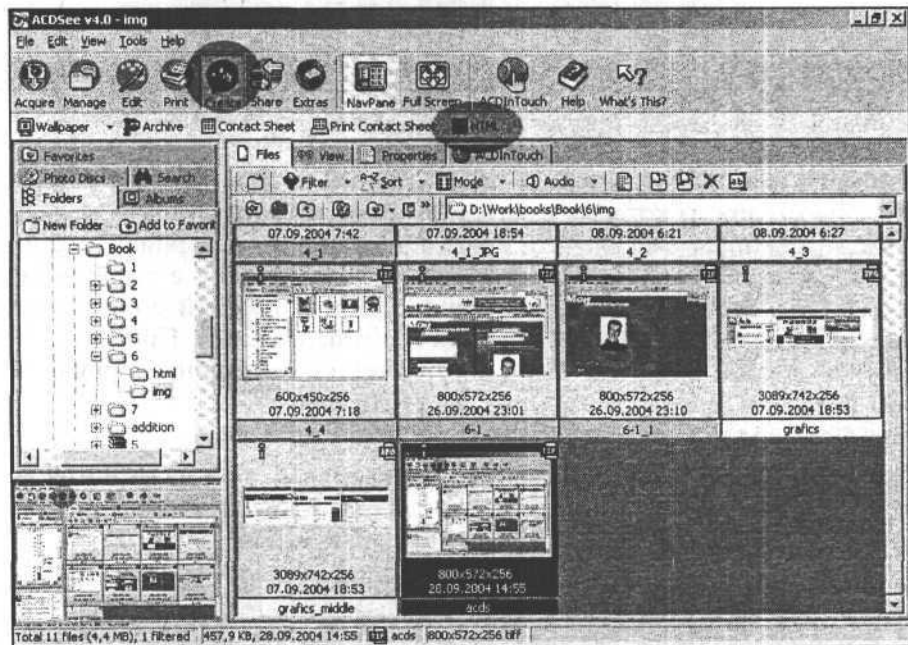 ACDSee v4.0 - img
File Edit View Tools Help
Acquire Manage Edit Print Create Share Extras NavPane Full Screen ACDInTouch Help What's This?
Wallpaper Archive Contact Sheet Print Contact Sheet HTML
Favorites
Photo Discs Search
Folders Albums
New Folder Add to Favorit
Book
1
2
3
4
5
6
html
img
7
addition
5
Files View Properties ACDInTouch
Filter Sort Mode Audio
D:\Work\books\Book\6\img
07.09.2004 7:42 07.09.2004 18:54 08.09.2004 6:21 08.09.2004 6:27
4_1 4_1_JPG 4_2 4_3
TIF TIF TIF JPG
600x450x256 800x572x256 800x572x256 3089x742x256
07.09.2004 7:18 26.09.2004 23:01 26.09.2004 23:10 07.09.2004 18:53
4_4 6-1_ 6-1_1 grafics
JPG TIF
3089x742x256 800x572x256
07.09.2004 18:53 28.09.2004 14:55
grafics_middle acds
Total 11 files (4,4 MB), 1 filtered 457,9 KB, 28.09.2004 14:55 TIF acds 800x572x256 tiff